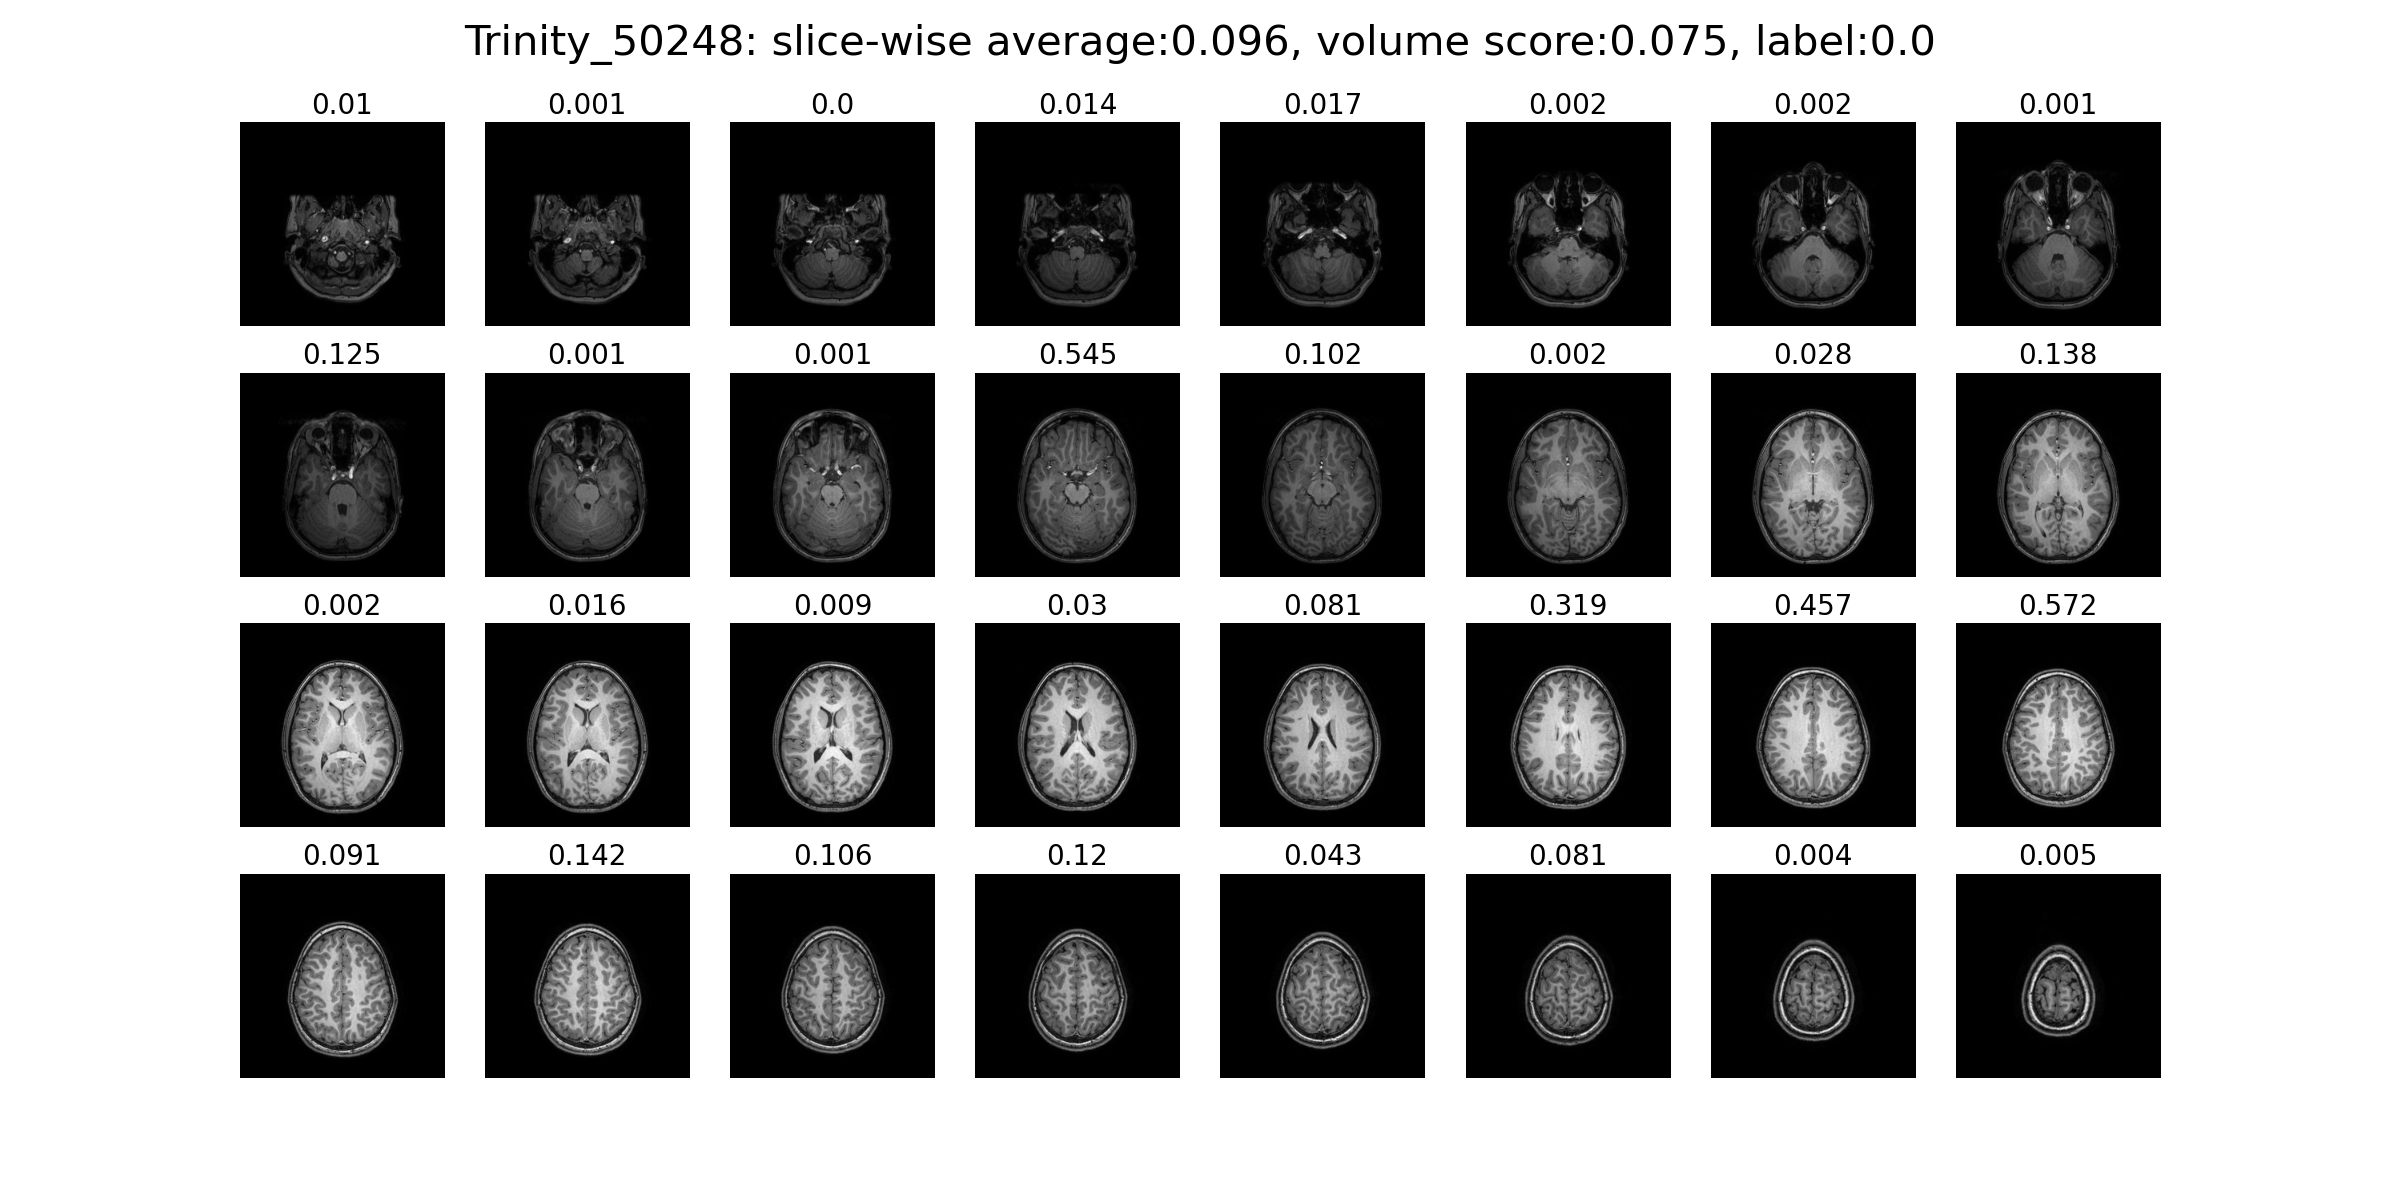 Trinity_50248: slice-wise average:0.096, volume score:0.075, label:0.0
0.01 0.001 0.0 0.014 0.017 0.002 0.002 0.001
0.125 0.001 0.001 0.545 0.102 0.002 0.028 0.138
0.002 0.016 0.009 0.03 0.081 0.319 0.457 0.572
0.091 0.142 0.106 0.12 0.043 0.081 0.004 0.005